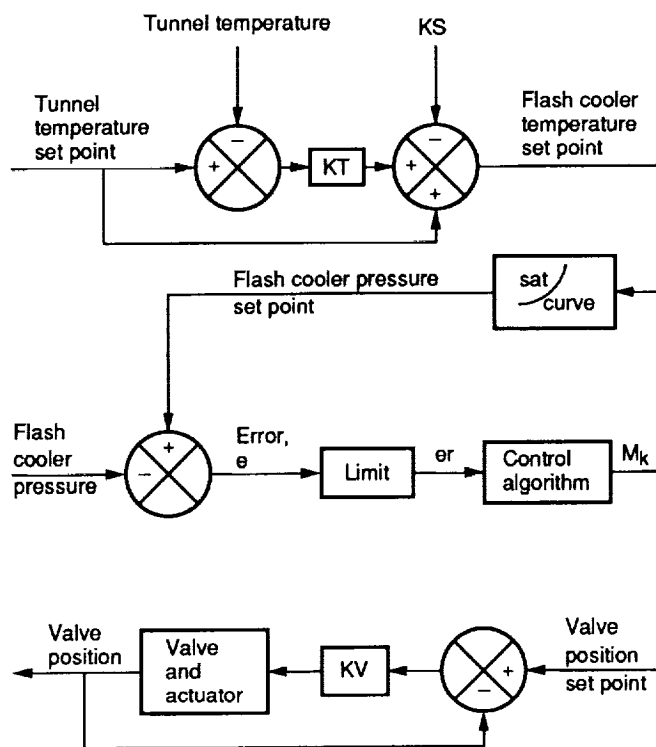 Tunnel temperature
KS
Tunnel
temperature
set point
Flash cooler
temperature
set point
−
+
KT
−
+
+
Flash cooler pressure
set point
sat
curve
Flash
cooler
pressure
+
−
Error,
e
Limit
er
Control
algorithm
Mk
Valve
position
Valve
and
actuator
KV
+
−
Valve
position
set point